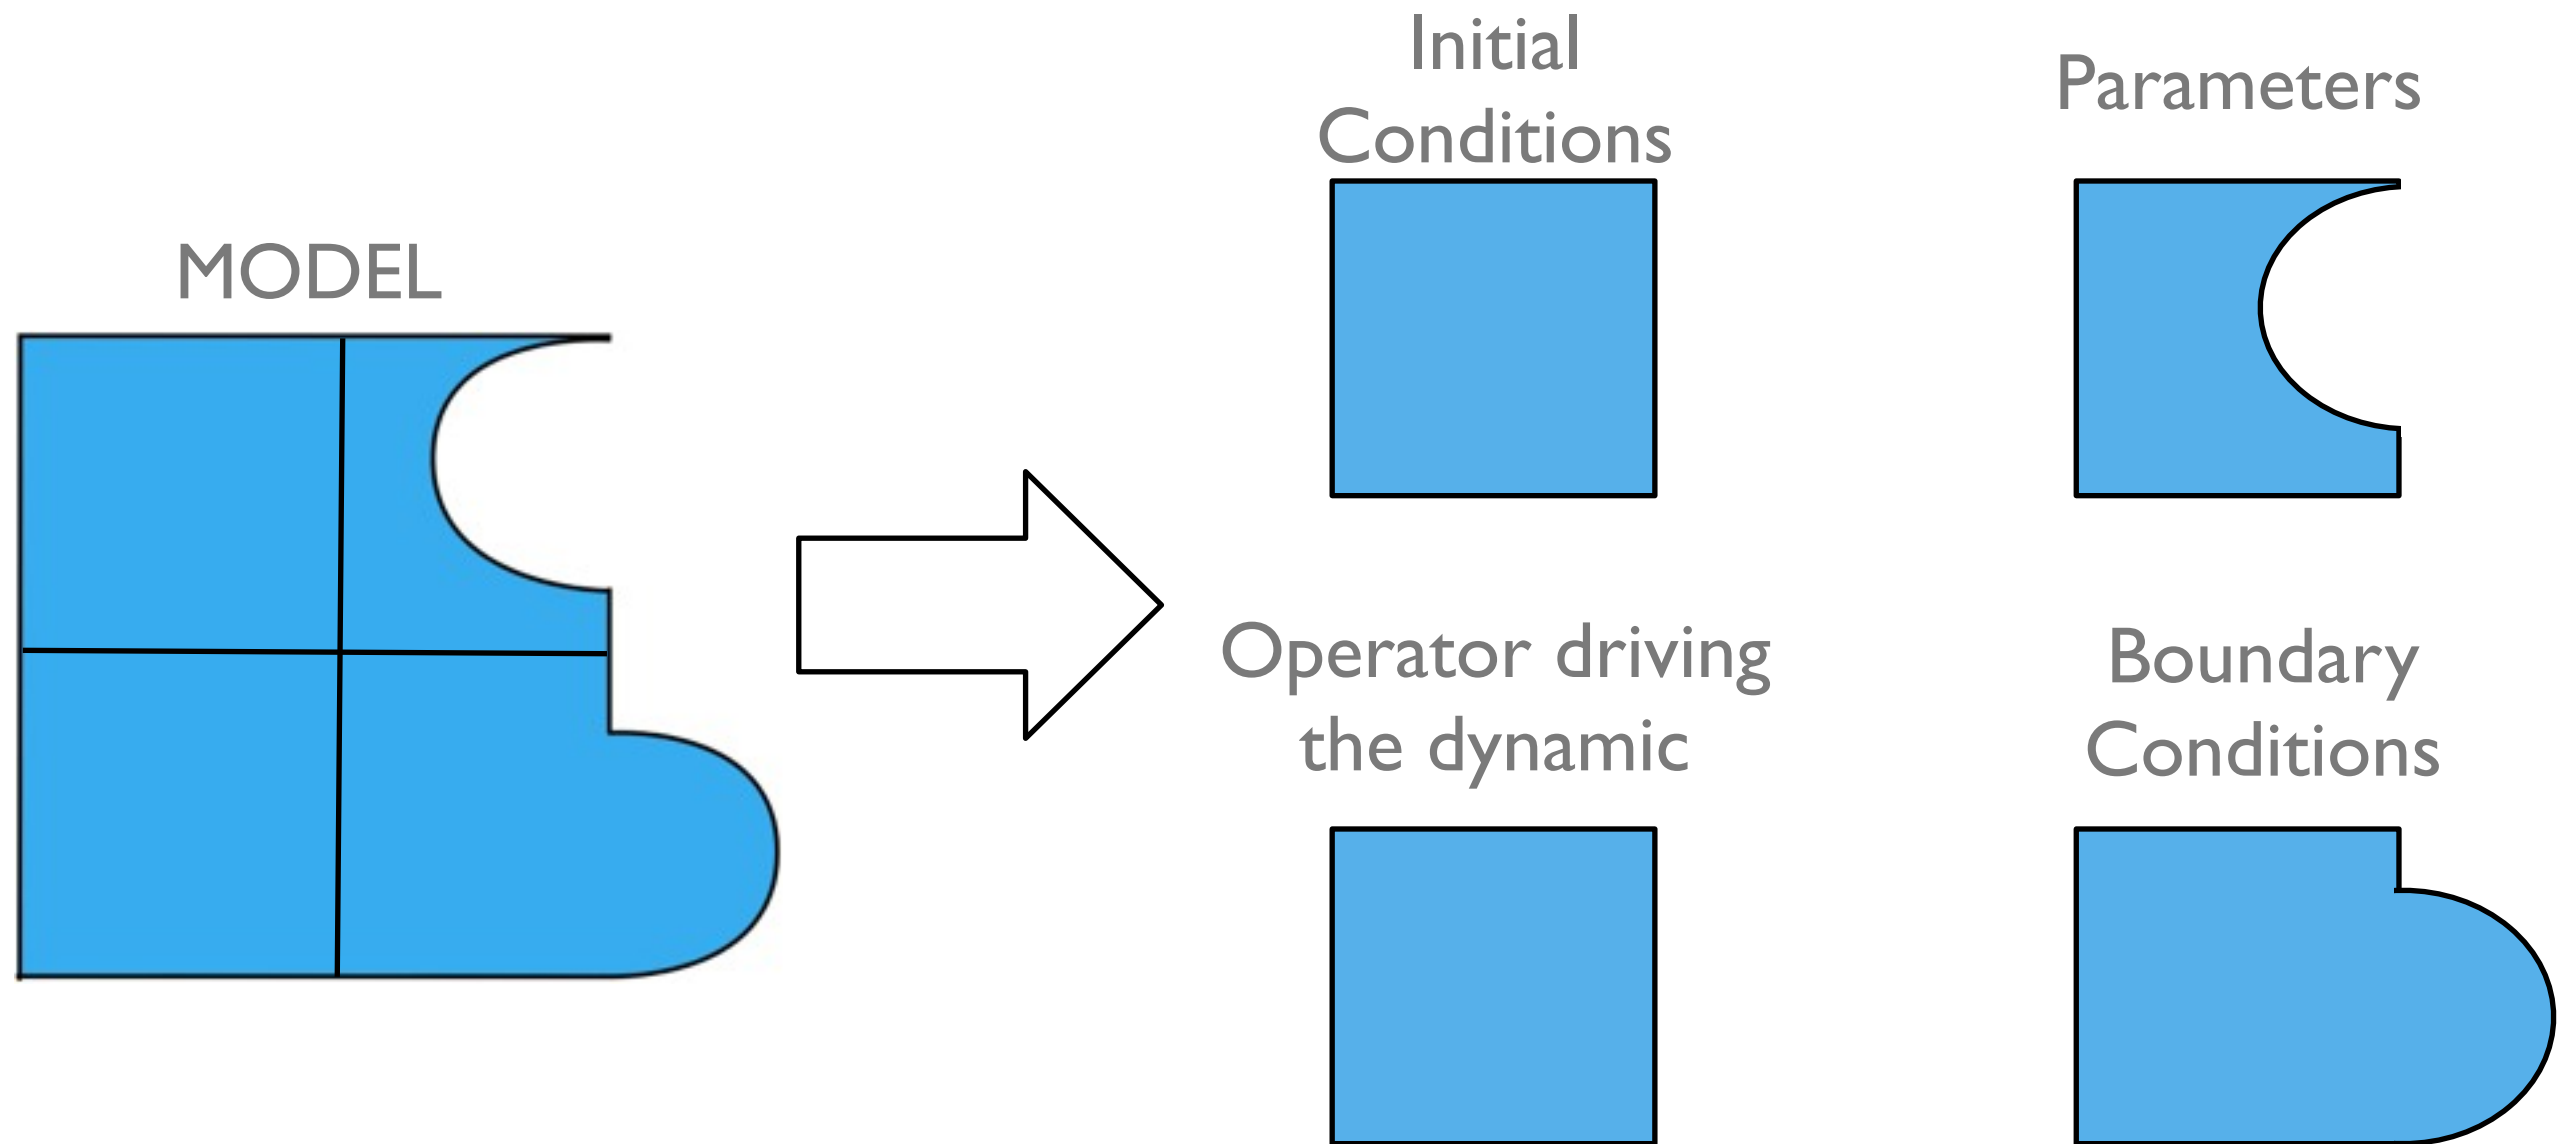 MODEL
Initial
Conditions
Parameters
Operator driving
the dynamic
Boundary
Conditions